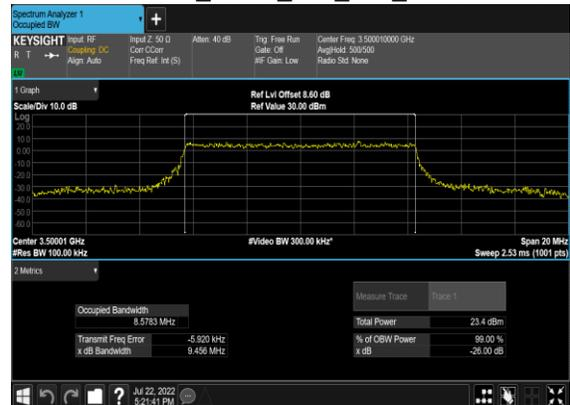 Spectrum Analyzer 1
Occupied BW
+
KEYSIGHT Input: RF Input Z: 50 Ω Atten: 40 dB Trig: Free Run Center Freq: 3.500010000 GHz
R T Coupling: DC Corr CCorr Gate: Off Avg|Hold: 500/500
Align: Auto Freq Ref: Int (S) #IF Gain: Low Radio Std: None
1 Graph
Ref Lvl Offset 8.60 dB
Scale/Div 10.0 dB Ref Value 30.00 dBm
Log
20.0
10.0
0.00
-10.0
-20.0
-30.0
-40.0
-50.0
-60.0
Center 3.50001 GHz #Video BW 300.00 kHz* Span 20 MHz
#Res BW 100.00 kHz Sweep 2.53 ms (1001 pts)
2 Metrics
Measure Trace Trace 1
Occupied Bandwidth
8.5783 MHz Total Power 23.4 dBm
Transmit Freq Error -5.920 kHz % of OBW Power 99.00 %
x dB Bandwidth 9.456 MHz x dB -26.00 dB
? Jul 22, 2022
5:21:41 PM